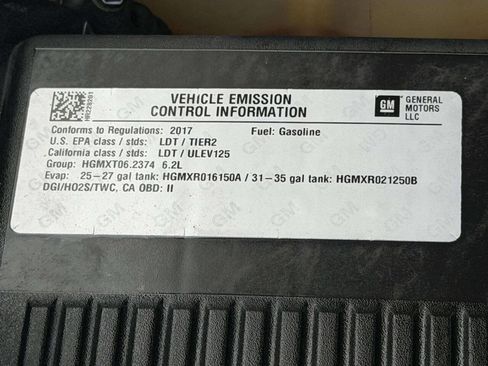 HR228201
VEHICLE EMISSION
CONTROL INFORMATION
GM
GENERAL
MOTORS
LLC
Conforms to Regulations: 2017 Fuel: Gasoline
U.S. EPA class / stds: LDT / TIER2
California class / stds: LDT / ULEV125
Group: HGMXT06.2374 6.2L
Evap: 25-27 gal tank: HGMXR016150A / 31-35 gal tank: HGMXR021250B
DGI/HO2S/TWC, CA OBD: II